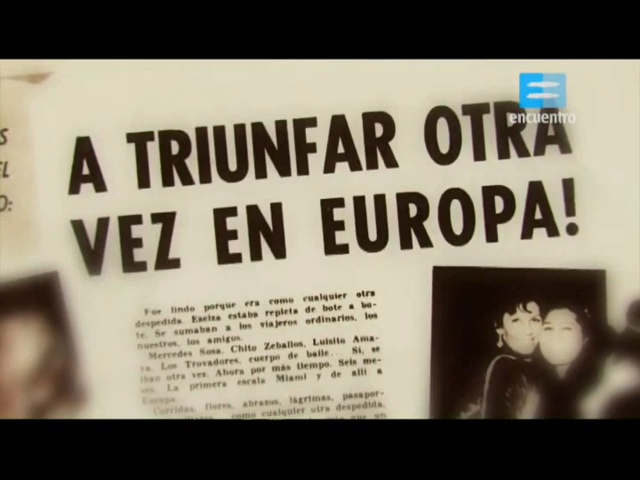 encuentro
S
EL
O:
A TRIUNFAR OTRA
VEZ EN EUROPA!
Fue lindo porque era como cualquier otra
despedida. Ezeiza estaba repleta de bote a bo-
te. Se sumaban a los viajeros ordinarios, los
nuestros, los amigos.
Mercedes Sosa, Chito Zeballos, Luisito Ama-
ya, Los Trovadores, cuerpo de baile... Sí, se
iban otra vez. Ahora por más tiempo. Seis me-
ses. La primera escala Miami y de allí a
Europa.
Corridas, flores, abrazos, lágrimas, pasapor-
como cualquier otra despedida.
que un